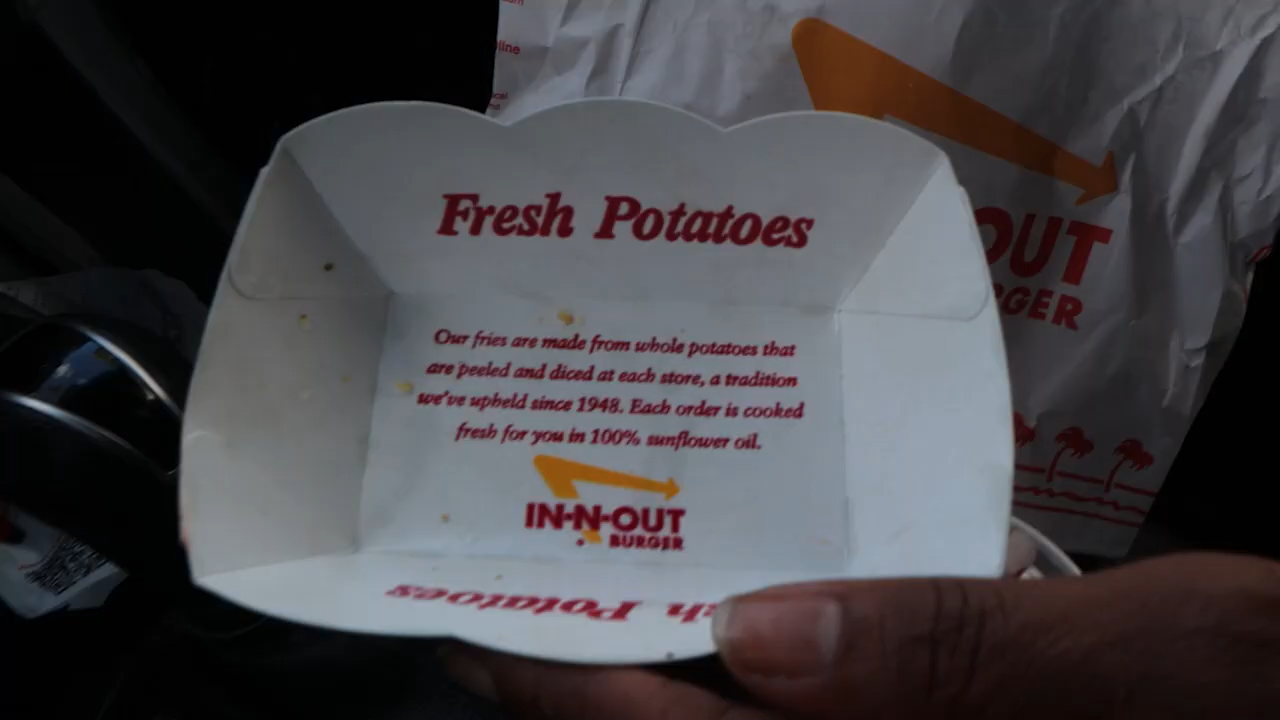 Fresh Potatoes
Our fries are made from whole potatoes that
are peeled and diced at each store, a tradition
we've upheld since 1948. Each order is cooked
fresh for you in 100% sunflower oil.
IN-N-OUT
BURGER
Potatoes
OUT